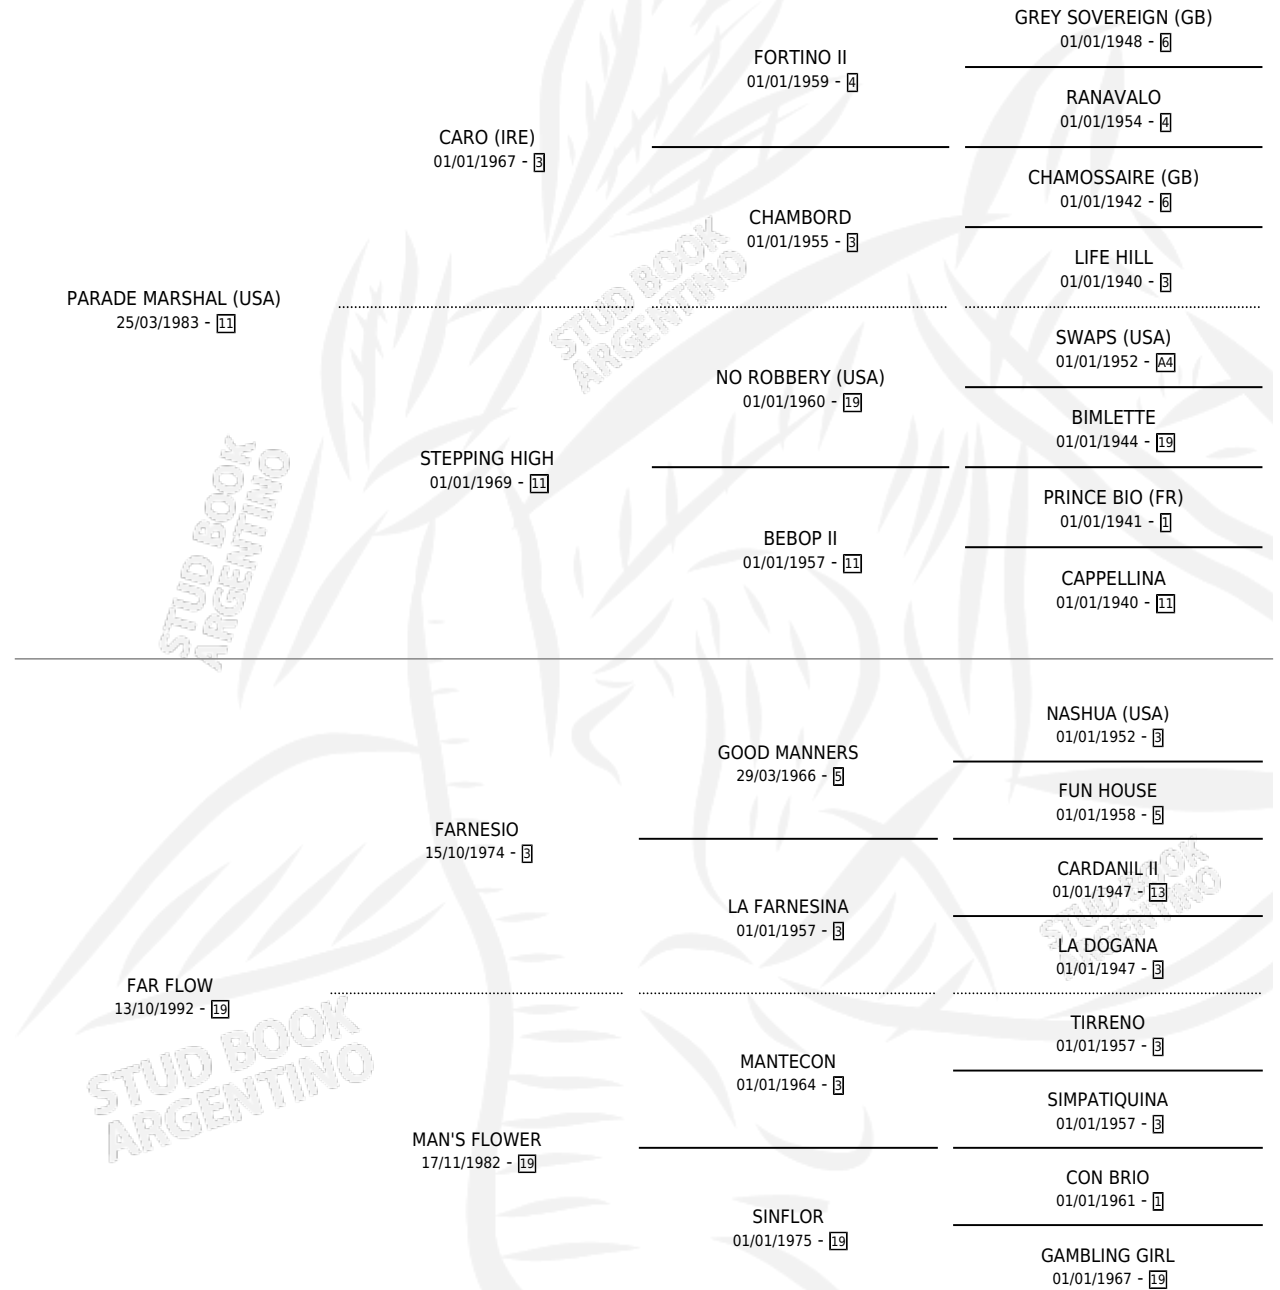 GREY SOVEREIGN (GB)
01/01/1948 - 6
FORTINO II
01/01/1959 - 4
RANAVALO
01/01/1954 - 4
CARO (IRE)
01/01/1967 - 3
CHAMOSSAIRE (GB)
01/01/1942 - 6
CHAMBORD
01/01/1955 - 3
LIFE HILL
01/01/1940 - 3
PARADE MARSHAL (USA)
25/03/1983 - 11
STUD BOOK
ARGENTINO
SWAPS (USA)
01/01/1952 - A4
NO ROBBERY (USA)
01/01/1960 - 19
BIMLETTE
01/01/1944 - 19
STEPPING HIGH
01/01/1969 - 11
PRINCE BIO (FR)
01/01/1941 - 1
BEBOP II
01/01/1957 - 11
CAPPELLINA
01/01/1940 - 11
STUD BOOK
ARGENTINO
NASHUA (USA)
01/01/1952 - 3
GOOD MANNERS
29/03/1966 - 5
FUN HOUSE
01/01/1958 - 5
FARNESIO
15/10/1974 - 3
CARDANIL II
01/01/1947 - 13
LA FARNESINA
01/01/1957 - 3
STUD BOOK
ARGENTINO
LA DOGANA
01/01/1947 - 3
FAR FLOW
13/10/1992 - 19
TIRRENO
01/01/1957 - 3
STUD BOOK
ARGENTINO
MANTECON
01/01/1964 - 3
SIMPATIQUINA
01/01/1957 - 3
MAN'S FLOWER
17/11/1982 - 19
CON BRIO
01/01/1961 - 1
SINFLOR
01/01/1975 - 19
GAMBLING GIRL
01/01/1967 - 19